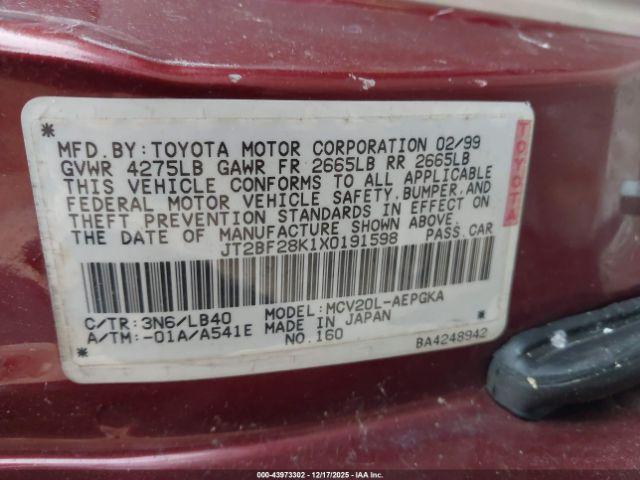 MFD. BY: TOYOTA MOTOR CORPORATION 02/99
GVWR 4275LB GAWR FR 2665LB RR 2665LB
THIS VEHICLE CONFORMS TO ALL APPLICABLE
FEDERAL MOTOR VEHICLE SAFETY, BUMPER, AND
THEFT PREVENTION STANDARDS IN EFFECT ON
THE DATE OF MANUFACTURE SHOWN ABOVE.
JT2BF28K1X0191598 PASS.CAR
TOYOTA
C/TR: 3N6/LB40 MODEL: MCV20L-AEPGKA
A/TM: -01A/A541E MADE IN JAPAN
NO. 160 BA4248942
000-43973302 - 12/17/2025 - IAA Inc.